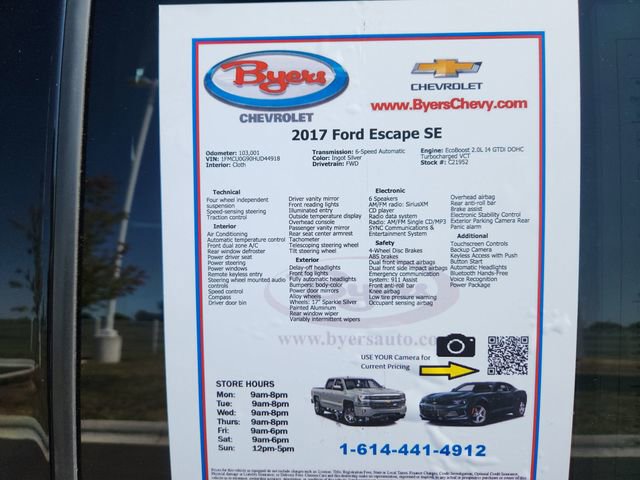 Byers
CHEVROLET
CHEVROLET
www.ByersChevy.com
2017 Ford Escape SE
Odometer: 103,001
VIN: 1FMCU0G90HUD44918
Interior: Cloth
Transmission: 6-Speed Automatic
Color: Ingot Silver
Drivetrain: FWD
Engine: EcoBoost 2.0L I4 GTDi DOHC
Turbocharged VCT
Stock #: C21952
Technical
Four wheel independent
suspension
Speed-sensing steering
Traction control
Interior
Air Conditioning
Automatic temperature control
Front dual zone A/C
Rear window defroster
Power driver seat
Power steering
Power windows
Remote keyless entry
Steering wheel mounted audio
controls
Speed control
Compass
Driver door bin
Driver vanity mirror
Front reading lights
Illuminated entry
Outside temperature display
Overhead console
Passenger vanity mirror
Rear seat center armrest
Tachometer
Telescoping steering wheel
Tilt steering wheel
Exterior
Delay-off headlights
Front fog lights
Fully automatic headlights
Bumpers: body-color
Power door mirrors
Alloy wheels
Wheels: 17" Sparkle Silver
Painted Aluminum
Rear window wiper
Variably intermittent wipers
Electronic
6 Speakers
AM/FM radio: SiriusXM
CD player
Radio data system
Radio: AM/FM Single CD/MP3
SYNC Communications &
Entertainment System
Safety
4-Wheel Disc Brakes
ABS brakes
Dual front impact airbags
Dual front side impact airbags
Emergency communication
system: 911 Assist
Front anti-roll bar
Knee airbag
Low tire pressure warning
Occupant sensing airbag
Overhead airbag
Rear anti-roll bar
Brake assist
Electronic Stability Control
Exterior Parking Camera Rear
Panic alarm
Additional
Touchscreen Controls
Backup Camera
Keyless Access with Push
Button Start
Automatic Headlights
Bluetooth Hands-Free
Voice Recognition
Power Package
www.byersauto.com
USE YOUR Camera for
Current Pricing
STORE HOURS
Mon: 9am-8pm
Tue: 9am-8pm
Wed: 9am-8pm
Thurs: 9am-8pm
Fri: 9am-6pm
Sat: 9am-6pm
Sun: 12pm-5pm
1-614-441-4912